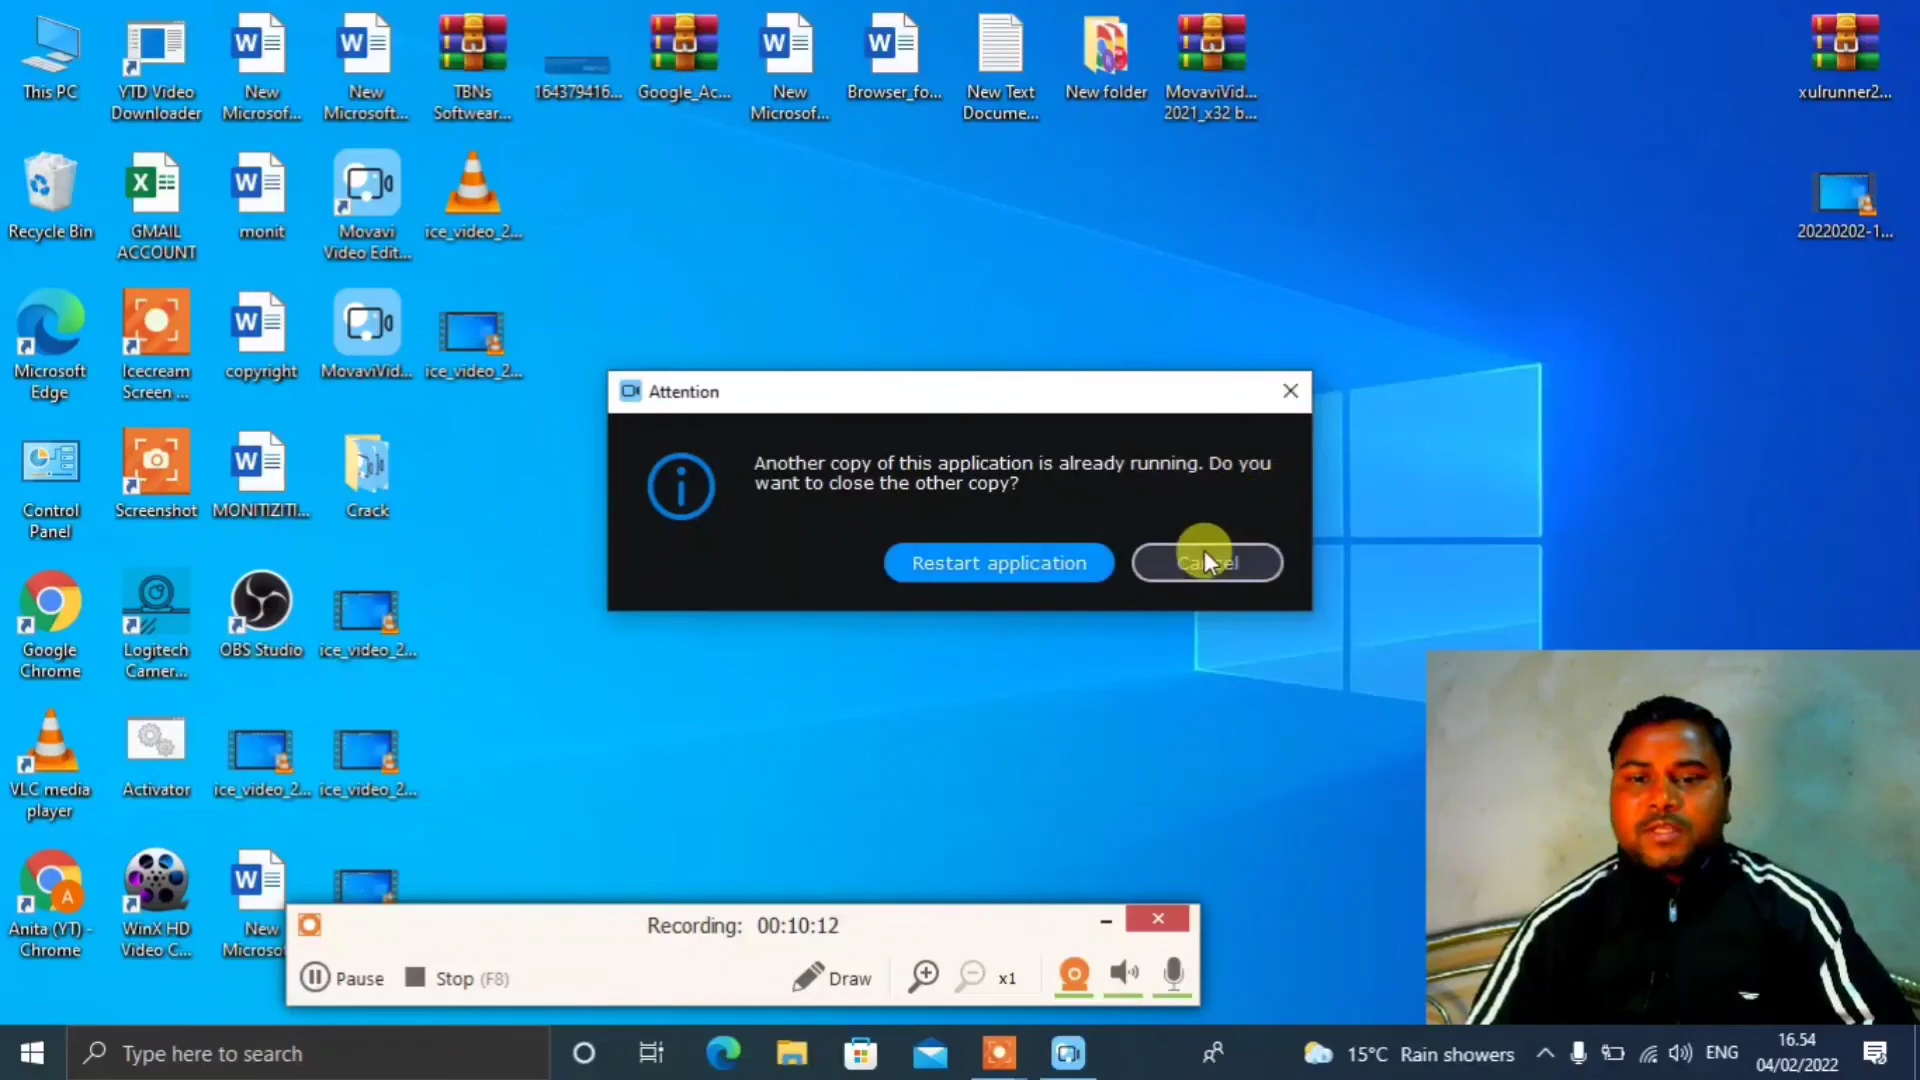 This PC
YTD Video
Downloader
New
Microsof...
New
Microsoft...
TBNs
Softwear...
164379416...
Google_Ac...
New
Microsof...
Browser_fo...
New Text
Docume...
New folder
MovaviVid...
2021_x32 b...
xulrunner2...
Recycle Bin
GMAIL
ACCOUNT
monit
Movavi
Video Edit...
ice_video_2...
20220202-1...
Microsoft
Edge
Icecream
Screen ...
copyright
MovaviVid...
ice_video_2...
Attention
Another copy of this application is already running. Do you
want to close the other copy?
Restart application
Cancel
Control
Panel
Screenshot
MONITIZITI...
Crack
Google
Chrome
Logitech
Camer...
OBS Studio
ice_video_2...
VLC media
player
Activator
ice_video_2...
ice_video_2...
Anita (YT) -
Chrome
WinX HD
Video C...
New
Microsof
Recording: 00:10:12
Pause
Stop (F8)
Draw
x1
Type here to search
15°C Rain showers
ENG
16.54
04/02/2022